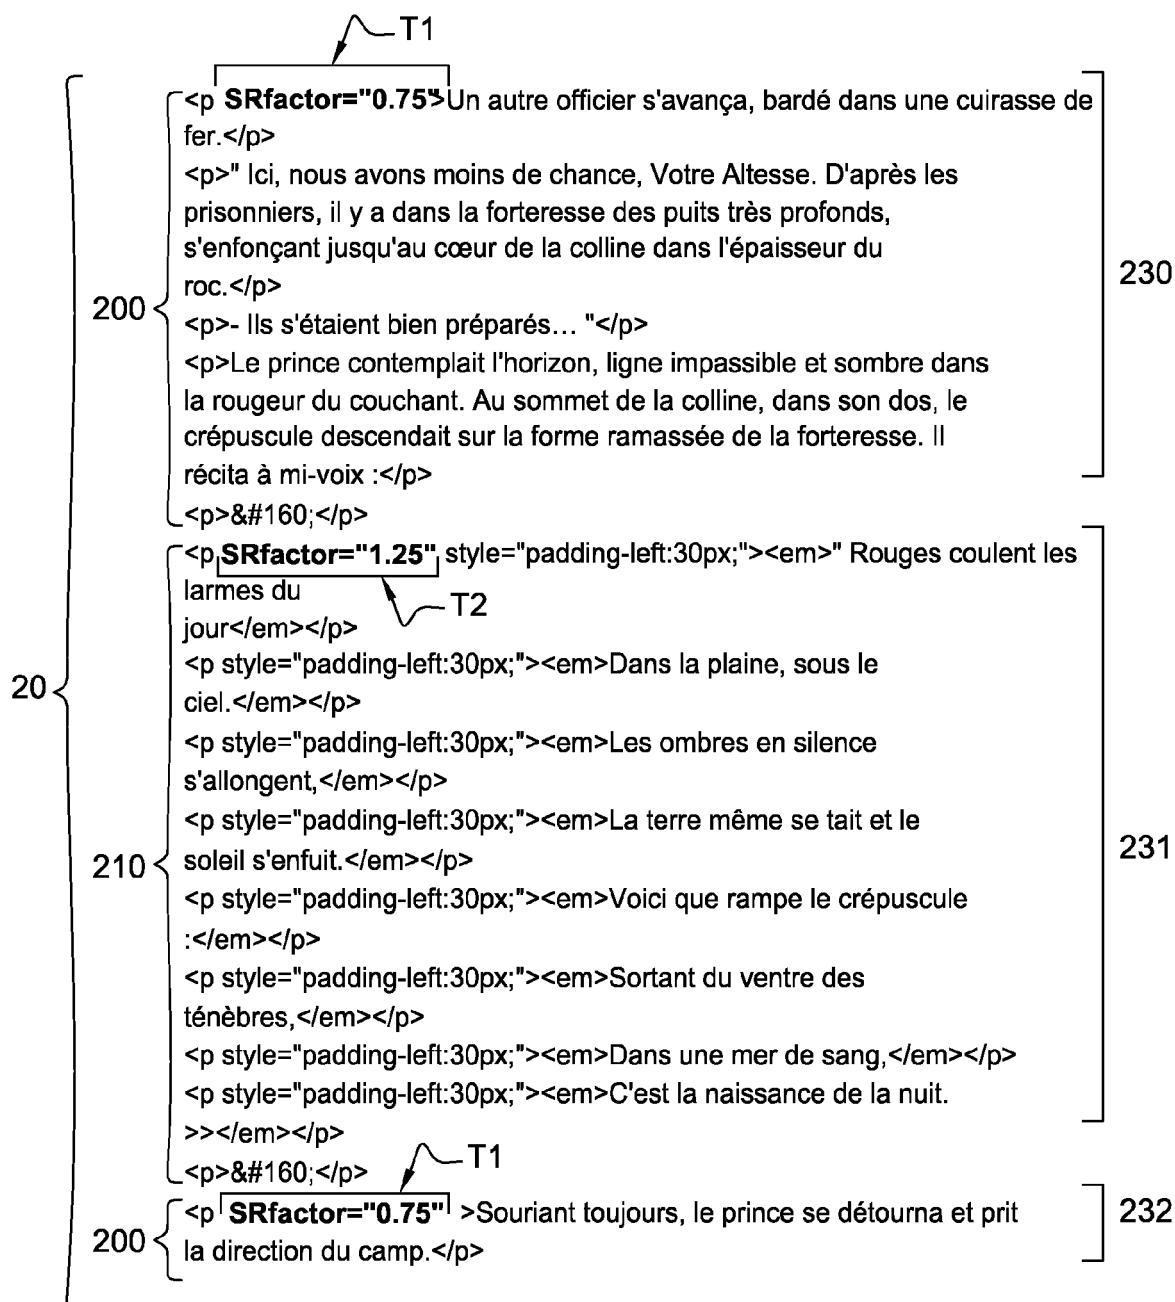 T1
<p SRfactor="0.75">Un autre officier s'avança, bardé dans une cuirasse de
fer.</p>
<p>" Ici, nous avons moins de chance, Votre Altesse. D'après les
prisonniers, il y a dans la forteresse des puits très profonds,
s'enfonçant jusqu'au cœur de la colline dans l'épaisseur du
roc.</p>
230
200
<p>- Ils s'étaient bien préparés... "</p>
<p>Le prince contemplait l'horizon, ligne impassible et sombre dans
la rougeur du couchant. Au sommet de la colline, dans son dos, le
crépuscule descendait sur la forme ramassée de la forteresse. Il
récita à mi-voix :</p>
<p>&#160;</p>
<p SRfactor="1.25" style="padding-left:30px;"><em>" Rouges coulent les
larmes du
T2
jour</em></p>
<p style="padding-left:30px;"><em>Dans la plaine, sous le
20
ciel.</em></p>
<p style="padding-left:30px;"><em>Les ombres en silence
s'allongent,</em></p>
<p style="padding-left:30px;"><em>La terre même se tait et le
231
210
soleil s'enfuit.</em></p>
<p style="padding-left:30px;"><em>Voici que rampe le crépuscule
:</em></p>
<p style="padding-left:30px;"><em>Sortant du ventre des
ténèbres,</em></p>
<p style="padding-left:30px;"><em>Dans une mer de sang,</em></p>
<p style="padding-left:30px;"><em>C'est la naissance de la nuit.
>></em></p>
T1
<p>&#160;</p>
<p SRfactor="0.75" >Souriant toujours, le prince se détourna et prit
232
200
la direction du camp.</p>